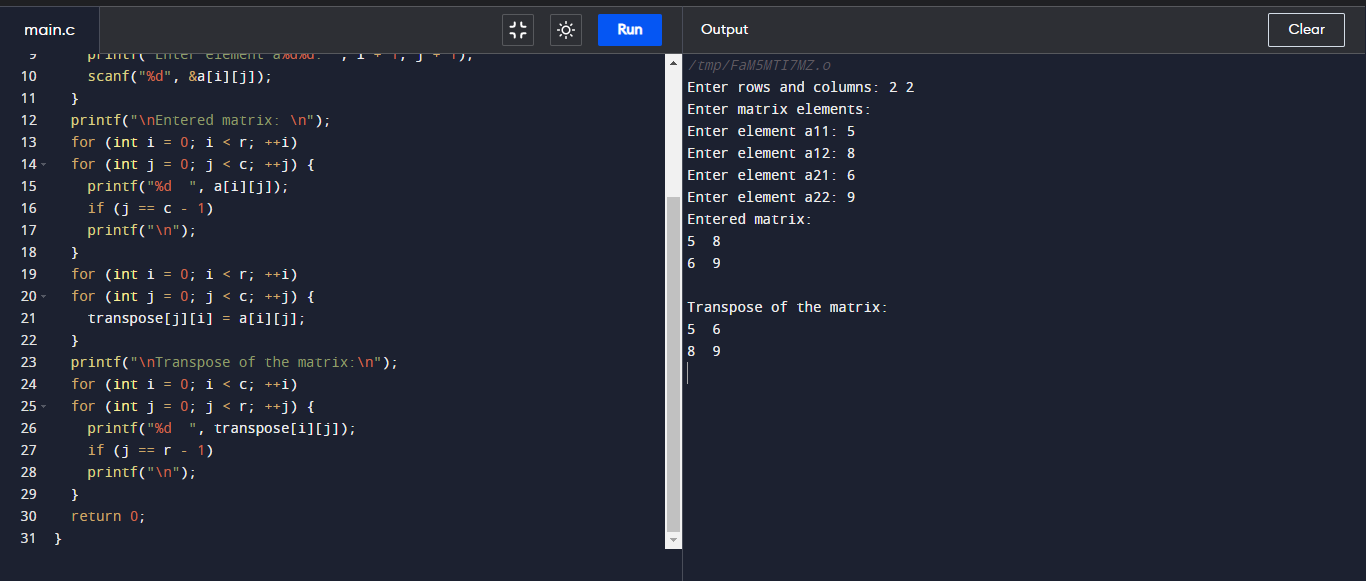 main.c
Run
Output
Clear
9 printf("Enter element a%d%d: ", i + 1, j + 1);
10 scanf("%d", &a[i][j]);
11 }
12 printf("\nEntered matrix: \n");
13 for (int i = 0; i < r; ++i)
14 for (int j = 0; j < c; ++j) {
15 printf("%d  ", a[i][j]);
16 if (j == c - 1)
17 printf("\n");
18 }
19 for (int i = 0; i < r; ++i)
20 for (int j = 0; j < c; ++j) {
21 transpose[j][i] = a[i][j];
22 }
23 printf("\nTranspose of the matrix:\n");
24 for (int i = 0; i < c; ++i)
25 for (int j = 0; j < r; ++j) {
26 printf("%d  ", transpose[i][j]);
27 if (j == r - 1)
28 printf("\n");
29 }
30 return 0;
31 }
/tmp/FaM5MTI7MZ.o
Enter rows and columns: 2 2
Enter matrix elements:
Enter element a11: 5
Enter element a12: 8
Enter element a21: 6
Enter element a22: 9
Entered matrix:
5  8
6  9
Transpose of the matrix:
5  6
8  9